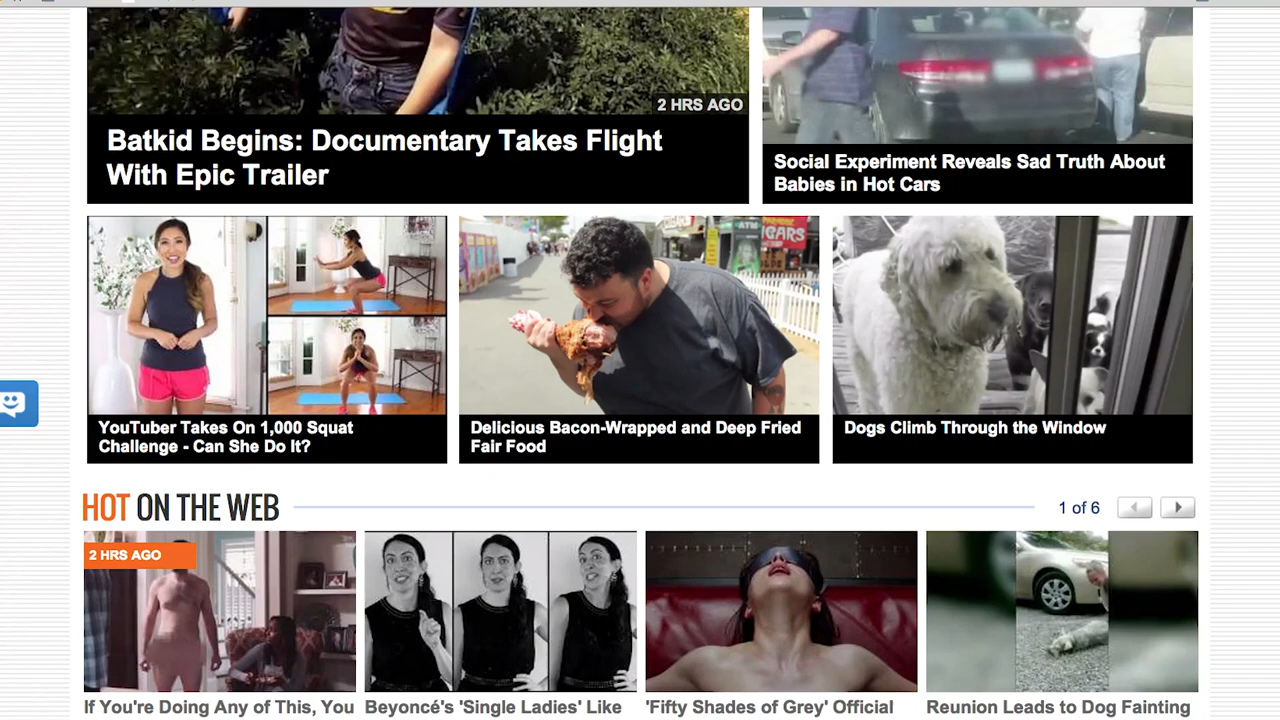 2 HRS AGO
Batkid Begins: Documentary Takes Flight
With Epic Trailer
Social Experiment Reveals Sad Truth About
Babies in Hot Cars
ATM
GARS
YouTuber Takes On 1,000 Squat
Challenge - Can She Do It?
Delicious Bacon-Wrapped and Deep Fried
Fair Food
Dogs Climb Through the Window
HOT ON THE WEB
1 of 6
2 HRS AGO
If You're Doing Any of This, You
Beyoncé's 'Single Ladies' Like
'Fifty Shades of Grey' Official
Reunion Leads to Dog Fainting